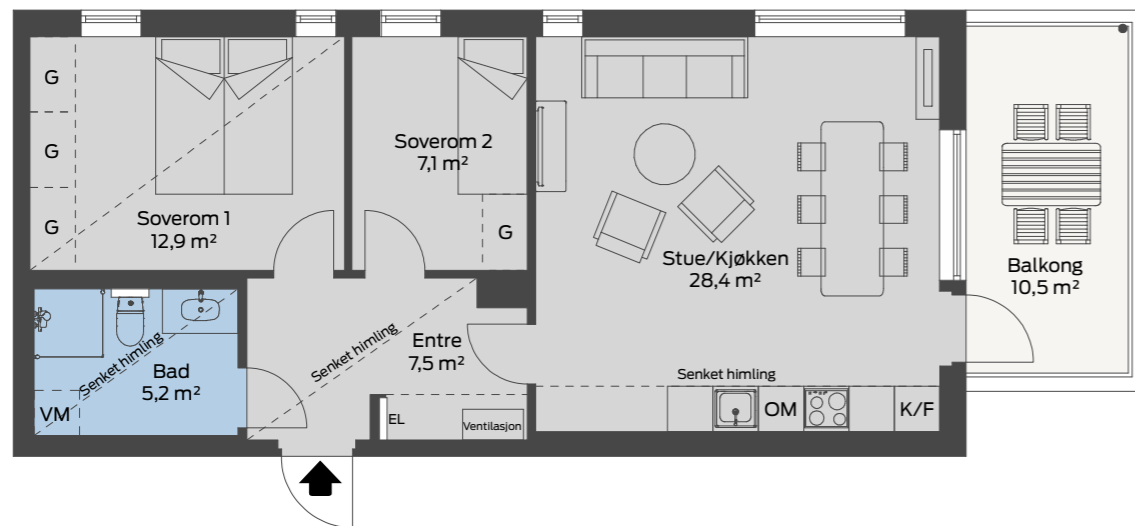 G
G
G
Soverom 1
12,9 m²
Soverom 2
7,1 m²
G
Stue/Kjøkken
28,4 m²
Balkong
10,5 m²
Senket himling
Bad
5,2 m²
VM
Senket himling
Entre
7,5 m²
EL
Ventilasjon
Senket himling
OM
K/F